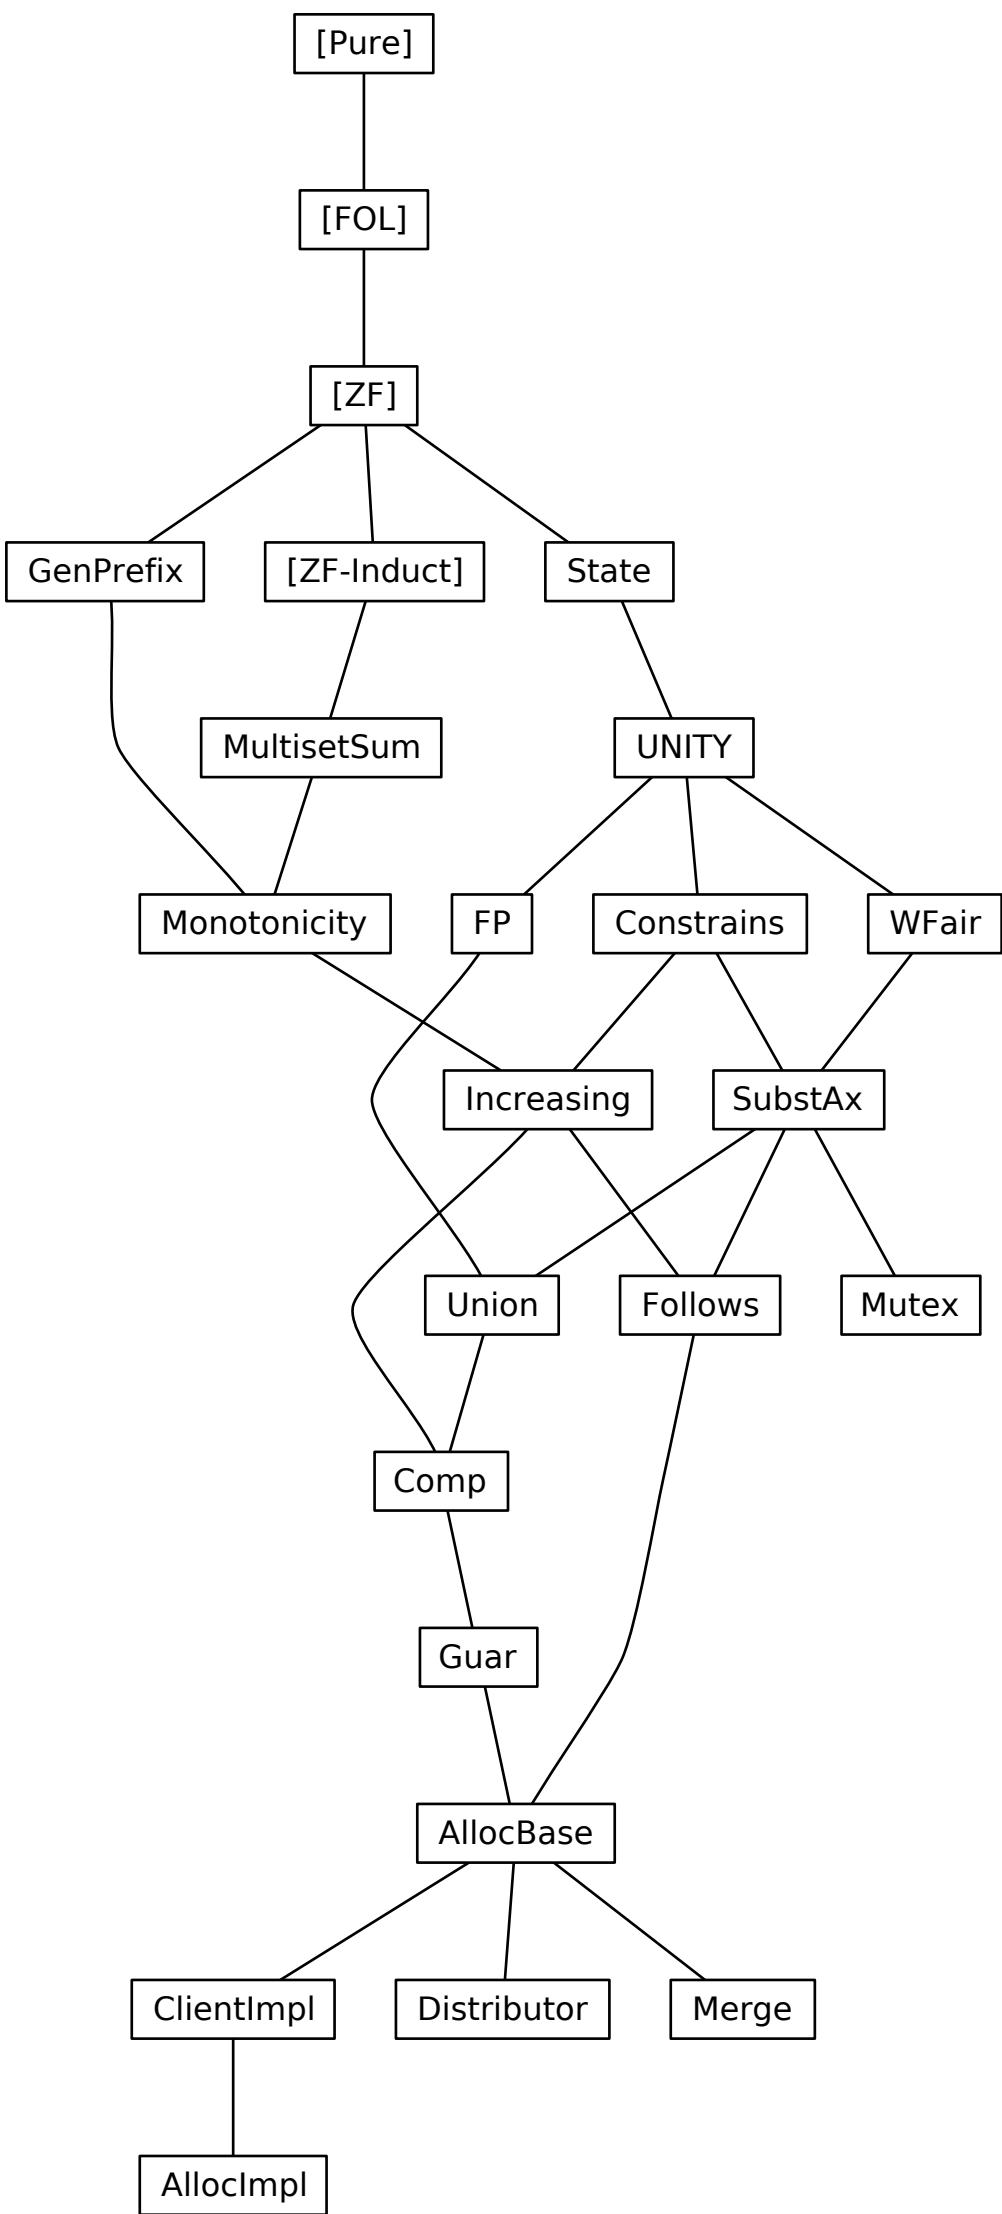 [Pure]
[FOL]
[ZF]
GenPrefix
[ZF-Induct]
State
MultisetSum
UNITY
Monotonicity
FP
Constrains
WFair
Increasing
SubstAx
Union
Follows
Mutex
Comp
Guar
AllocBase
ClientImpl
Distributor
Merge
AllocImpl